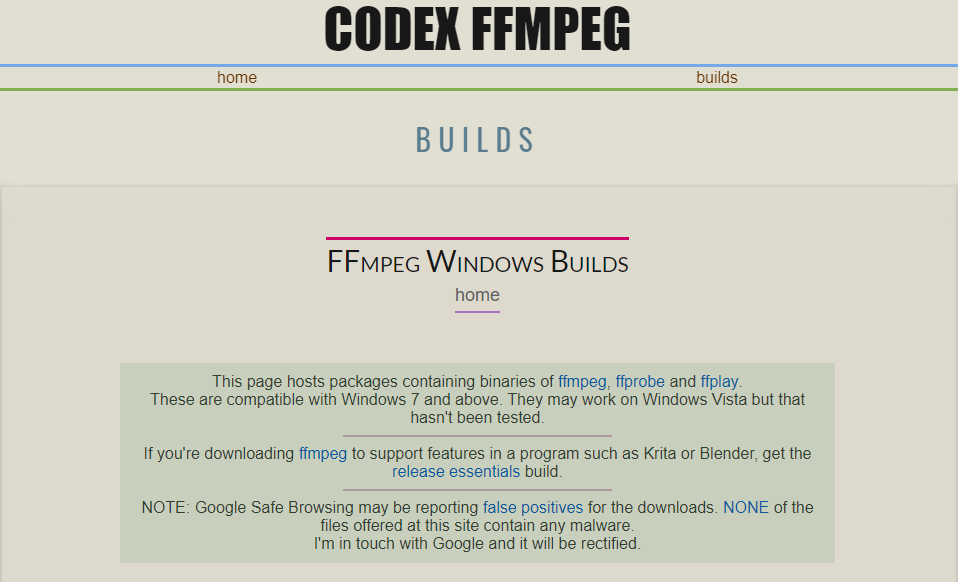 CODEX FFMPEG
home
builds
BUILDS
FFmpeg Windows Builds
home
This page hosts packages containing binaries of ffmpeg, ffprobe and ffplay.
These are compatible with Windows 7 and above. They may work on Windows Vista but that
hasn't been tested.
If you're downloading ffmpeg to support features in a program such as Krita or Blender, get the
release essentials build.
NOTE: Google Safe Browsing may be reporting false positives for the downloads. NONE of the
files offered at this site contain any malware.
I'm in touch with Google and it will be rectified.